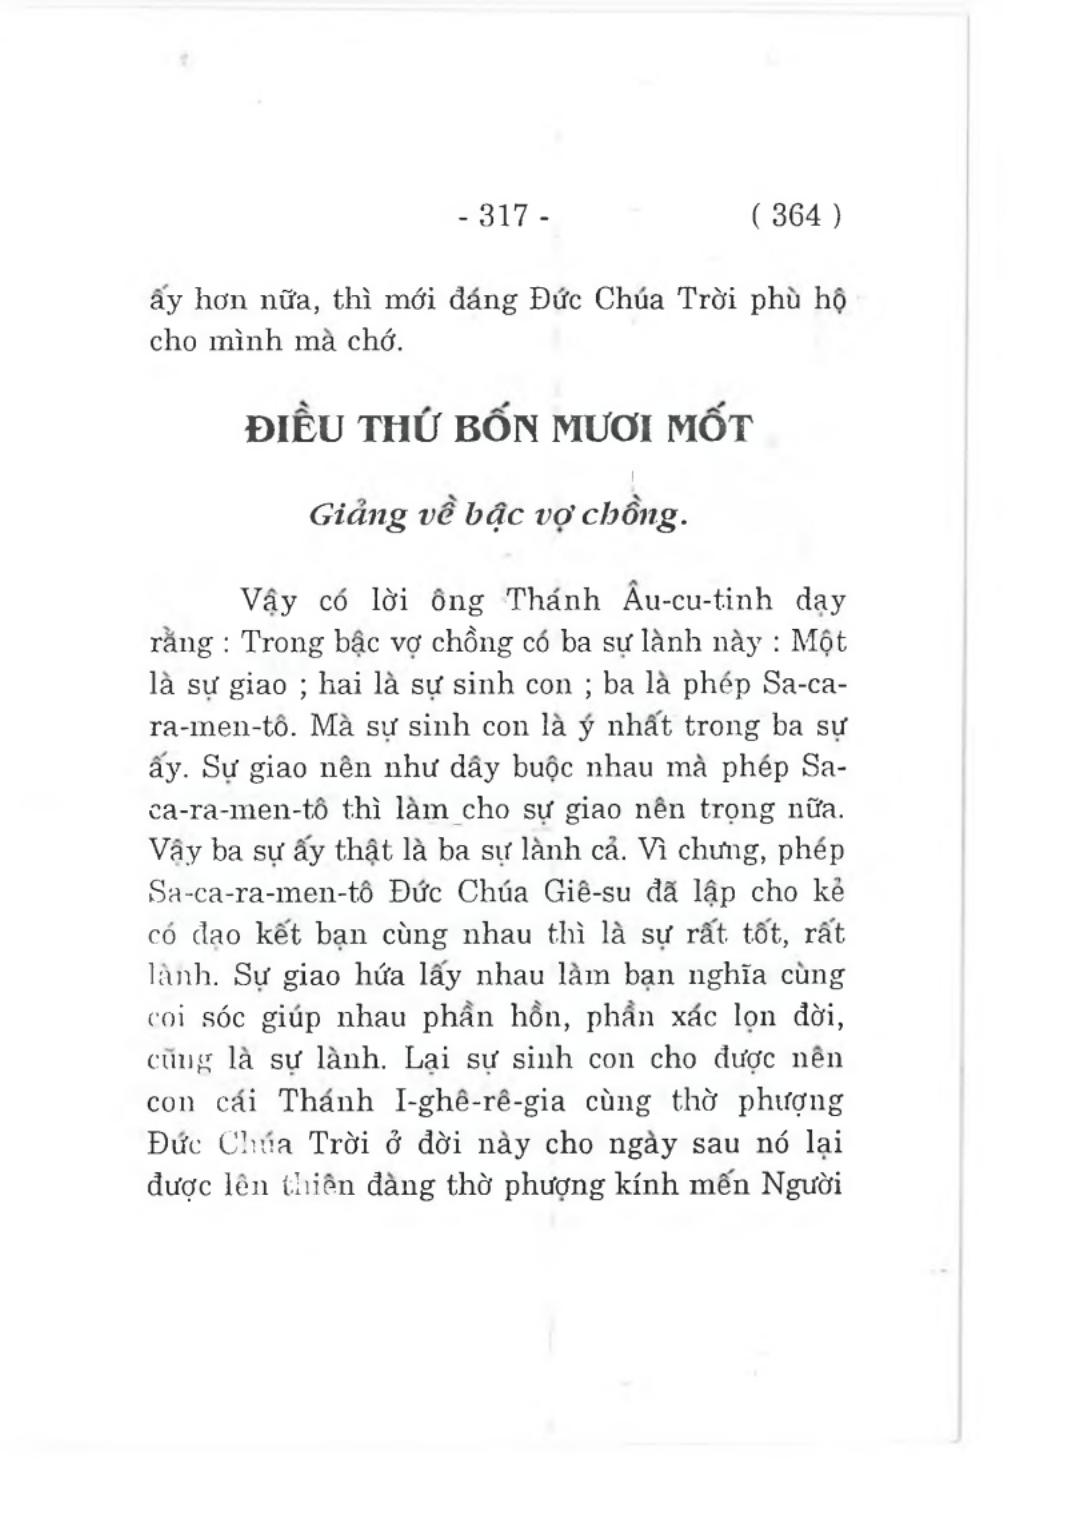 - 317 - ( 364 )
ấy hơn nữa, thì mới đáng Đức Chúa Trời phù hộ
cho mình mà chớ.
ĐIỀU THỨ BỐN MƯƠI MỐT
Giảng về bậc vợ chồng.
Vậy có lời ông Thánh Âu-cu-tinh dạy
rằng : Trong bậc vợ chồng có ba sự lành này : Một
là sự giao ; hai là sự sinh con ; ba là phép Sa-ca-
ra-men-tô. Mà sự sinh con là ý nhất trong ba sự
ấy. Sự giao nên như dây buộc nhau mà phép Sa-
ca-ra-men-tô thì làm cho sự giao nên trọng nữa.
Vậy ba sự ấy thật là ba sự lành cả. Vì chưng, phép
Sa-ca-ra-men-tô Đức Chúa Giê-su đã lập cho kẻ
có đạo kết bạn cùng nhau thì là sự rất tốt, rất
lành. Sự giao hứa lấy nhau làm bạn nghĩa cùng
coi sóc giúp nhau phần hồn, phần xác lọn đời,
cũng là sự lành. Lại sự sinh con cho được nên
con cái Thánh I-ghê-rê-gia cùng thờ phượng
Đức Chúa Trời ở đời này cho ngày sau nó lại
được lên thiên đàng thờ phượng kính mến Người